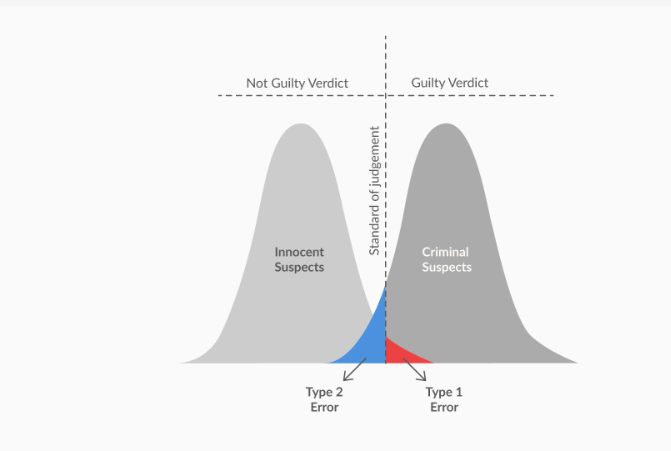 Not Guilty Verdict
Guilty Verdict
Standard of judgement
Innocent
Suspects
Criminal
Suspects
Type 2
Error
Type 1
Error